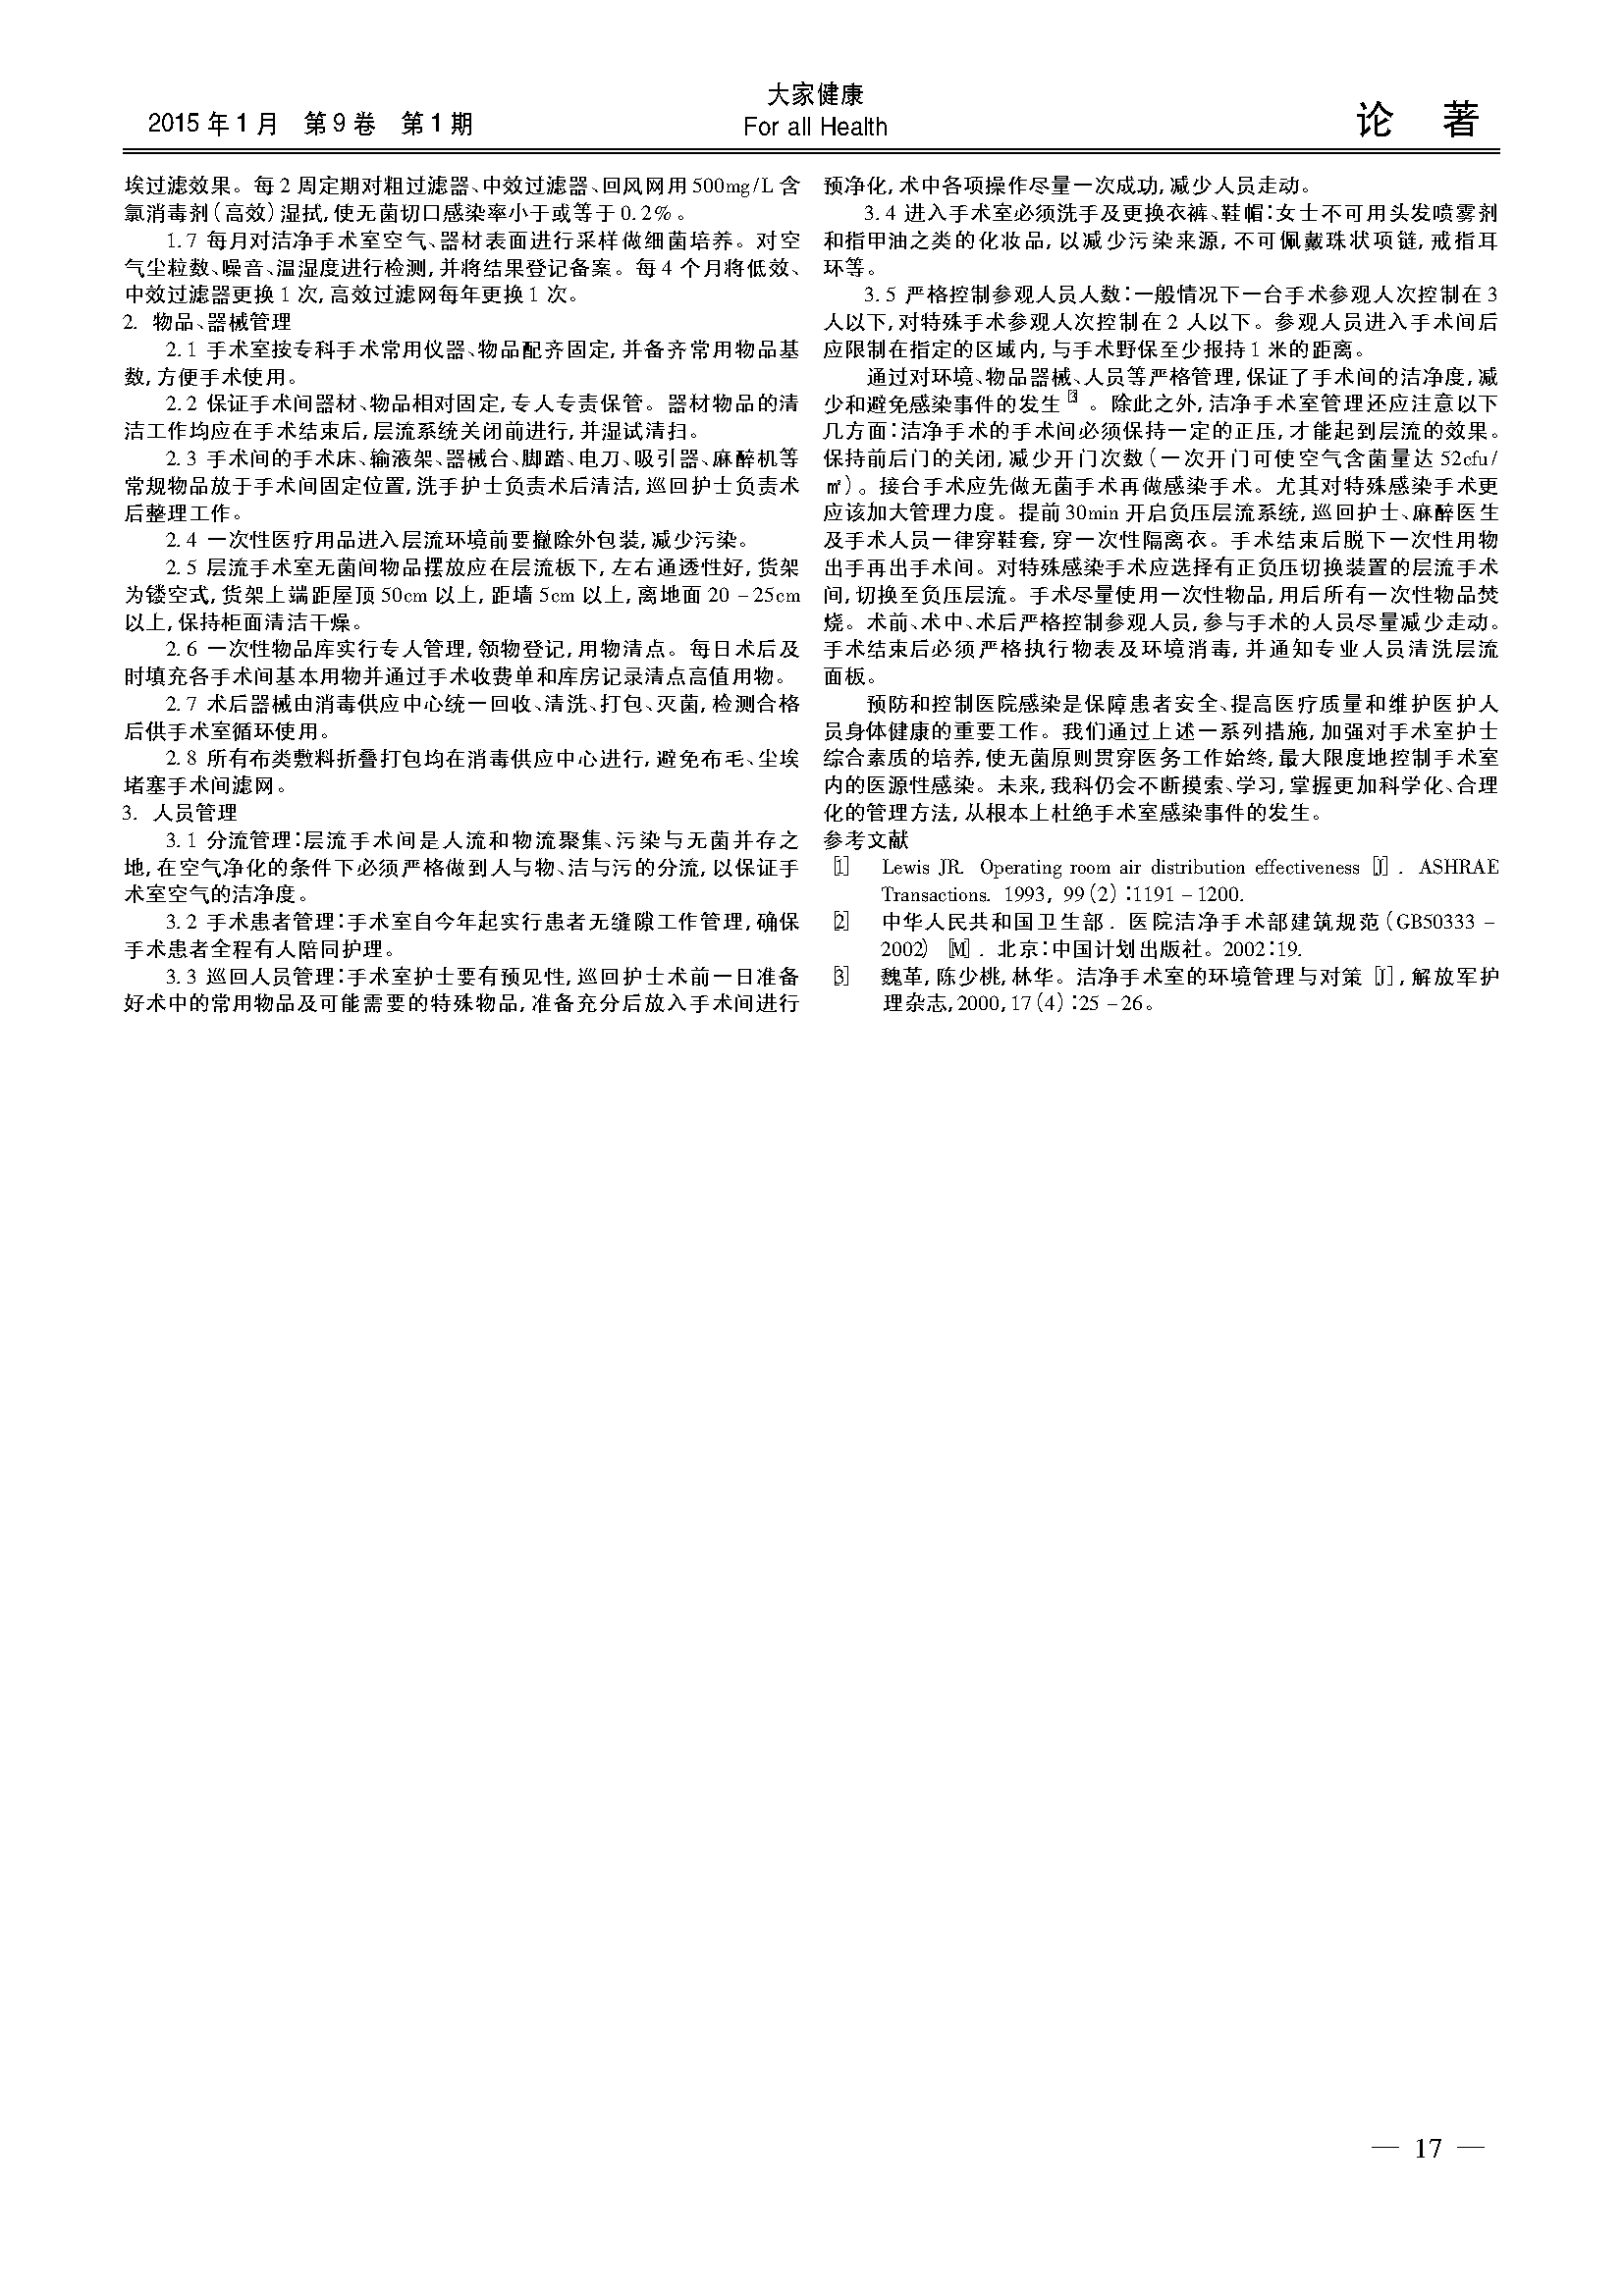 2015年1月 第9卷 第1期
大家健康
For all Health
论 著
埃过滤效果。每2周定期对粗过滤器、中效过滤器、回风网用500mg/L含
氯消毒剂(高效)湿拭,使无菌切口感染率小于或等于0.2%。
1.7 每月对洁净手术室空气、器材表面进行采样做细菌培养。对空
气尘粒数、噪音、温湿度进行检测,并将结果登记备案。每4个月将低效、
中效过滤器更换1次,高效过滤网每年更换1次。
2. 物品、器械管理
2.1 手术室按专科手术常用仪器、物品配齐固定,并备齐常用物品基
数,方便手术使用。
2.2 保证手术间器材、物品相对固定,专人专责保管。器材物品的清
洁工作均应在手术结束后,层流系统关闭前进行,并湿试清扫。
2.3 手术间的手术床、输液架、器械台、脚踏、电刀、吸引器、麻醉机等
常规物品放于手术间固定位置,洗手护士负责术后清洁,巡回护士负责术
后整理工作。
2.4 一次性医疗用品进入层流环境前要撤除外包装,减少污染。
2.5 层流手术室无菌间物品摆放应在层流板下,左右通透性好,货架
为镂空式,货架上端距屋顶50cm以上,距墙5cm以上,离地面20-25cm
以上,保持柜面清洁干燥。
2.6 一次性物品库实行专人管理,领物登记,用物清点。每日术后及
时填充各手术间基本用物并通过手术收费单和库房记录清点高值用物。
2.7 术后器械由消毒供应中心统一回收、清洗、打包、灭菌,检测合格
后供手术室循环使用。
2.8 所有布类敷料折叠打包均在消毒供应中心进行,避免布毛、尘埃
堵塞手术间滤网。
3. 人员管理
3.1 分流管理:层流手术间是人流和物流聚集、污染与无菌并存之
地,在空气净化的条件下必须严格做到人与物、洁与污的分流,以保证手
术室空气的洁净度。
3.2 手术患者管理:手术室自今年起实行患者无缝隙工作管理,确保
手术患者全程有人陪同护理。
3.3 巡回人员管理:手术室护士要有预见性,巡回护士术前一日准备
好术中的常用物品及可能需要的特殊物品,准备充分后放入手术间进行
预净化,术中各项操作尽量一次成功,减少人员走动。
3.4 进入手术室必须洗手及更换衣裤、鞋帽:女士不可用头发喷雾剂
和指甲油之类的化妆品,以减少污染来源,不可佩戴珠状项链,戒指耳
环等。
3.5 严格控制参观人员人数:一般情况下一台手术参观人次控制在3
人以下,对特殊手术参观人次控制在2人以下。参观人员进入手术间后
应限制在指定的区域内,与手术野保至少报持1米的距离。
通过对环境、物品器械、人员等严格管理,保证了手术间的洁净度,减
少和避免感染事件的发生[3]。除此之外,洁净手术室管理还应注意以下
几方面:洁净手术的手术间必须保持一定的正压,才能起到层流的效果。
保持前后门的关闭,减少开门次数(一次开门可使空气含菌量达52cfu/
㎡)。接台手术应先做无菌手术再做感染手术。尤其对特殊感染手术更
应该加大管理力度。提前30min开启负压层流系统,巡回护士、麻醉医生
及手术人员一律穿鞋套,穿一次性隔离衣。手术结束后脱下一次性用物
出手再出手术间。对特殊感染手术应选择有正负压切换装置的层流手术
间,切换至负压层流。手术尽量使用一次性物品,用后所有一次性物品焚
烧。术前、术中、术后严格控制参观人员,参与手术的人员尽量减少走动。
手术结束后必须严格执行物表及环境消毒,并通知专业人员清洗层流
面板。
预防和控制医院感染是保障患者安全、提高医疗质量和维护医护人
员身体健康的重要工作。我们通过上述一系列措施,加强对手术室护士
综合素质的培养,使无菌原则贯穿医务工作始终,最大限度地控制手术室
内的医源性感染。未来,我科仍会不断摸索、学习,掌握更加科学化、合理
化的管理方法,从根本上杜绝手术室感染事件的发生。
参考文献
[1] Lewis JR. Operating room air distribution effectiveness [J]. ASHRAE
Transactions. 1993, 99(2):1191-1200.
[2] 中华人民共和国卫生部. 医院洁净手术部建筑规范(GB50333-
2002) [M]. 北京:中国计划出版社。2002:19.
[3] 魏革,陈少桃,林华。洁净手术室的环境管理与对策[J],解放军护
理杂志,2000,17(4):25-26。
— 17 —